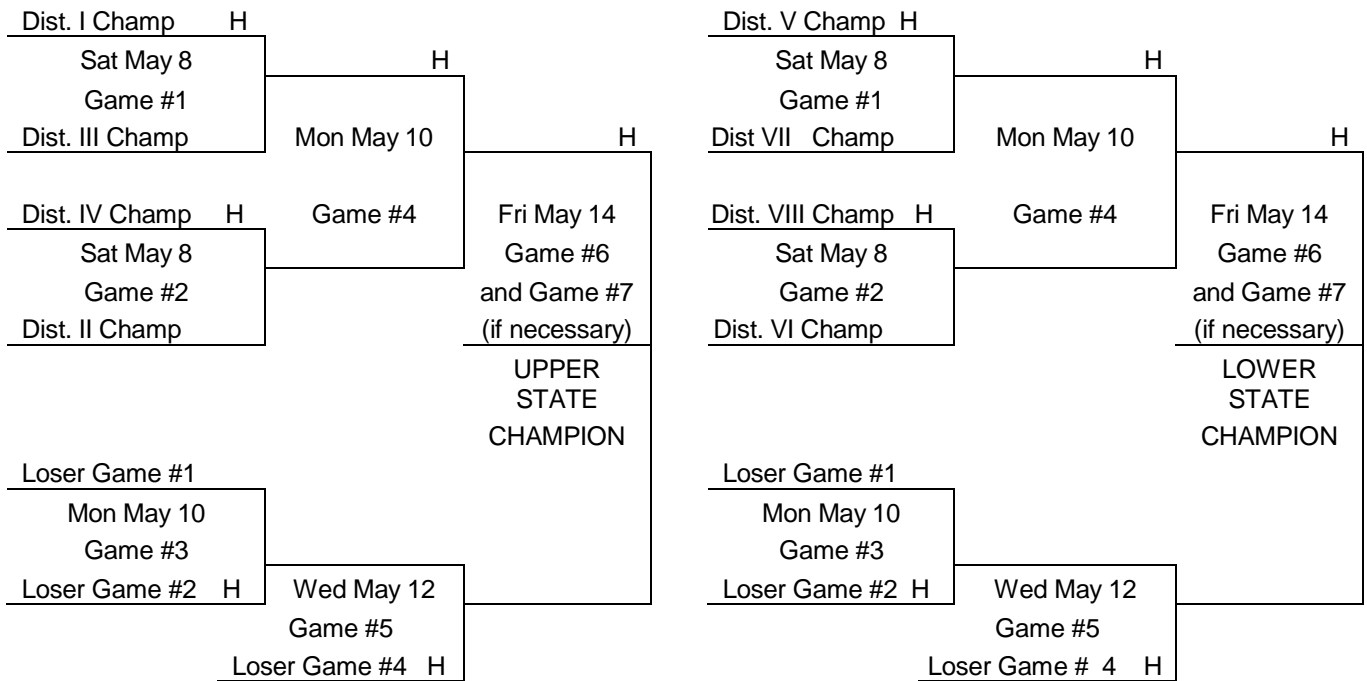 Dist. I Champ H
Sat May 8
Game #1
Dist. III Champ
H
Mon May 10
Game #4
H
Dist. IV Champ H
Sat May 8
Game #2
Dist. II Champ
Fri May 14
Game #6
and Game #7
(if necessary)
UPPER
STATE
CHAMPION
Loser Game #1
Mon May 10
Game #3
Loser Game #2 H
Wed May 12
Game #5
Loser Game #4 H
Dist. V Champ H
Sat May 8
Game #1
Dist VII Champ
H
Mon May 10
Game #4
H
Dist. VIII Champ H
Sat May 8
Game #2
Dist. VI Champ
Fri May 14
Game #6
and Game #7
(if necessary)
LOWER
STATE
CHAMPION
Loser Game #1
Mon May 10
Game #3
Loser Game #2 H
Wed May 12
Game #5
Loser Game # 4 H